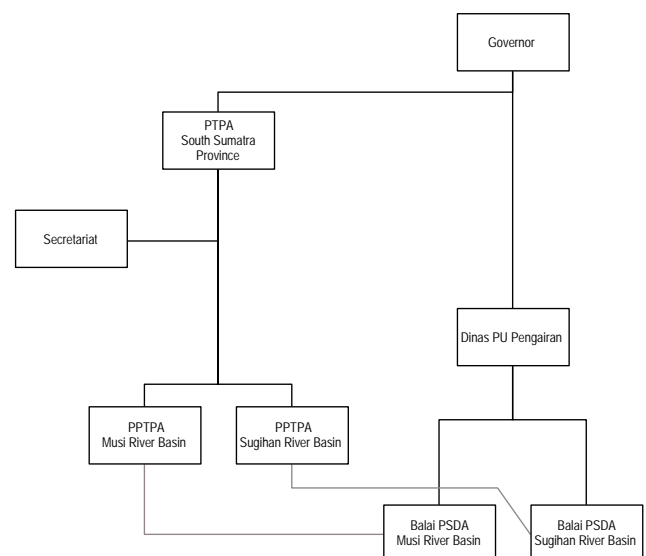 Governor
PTPA
South Sumatra
Province
Secretariat
Dinas PU Pengairan
PPTPA
Musi River Basin
PPTPA
Sugihan River Basin
Balai PSDA
Musi River Basin
Balai PSDA
Sugihan River Basin